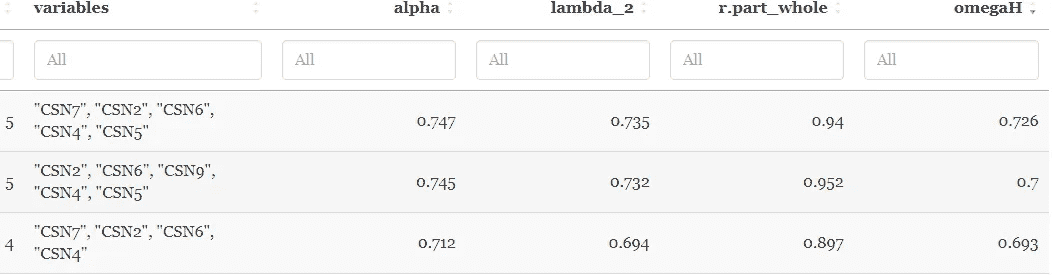 variables alpha lambda_2 r.part_whole omegaH
All All All All All
5 "CSN7", "CSN2", "CSN6", 0.747 0.735 0.94 0.726
"CSN4", "CSN5"
5 "CSN2", "CSN6", "CSN9", 0.745 0.732 0.952 0.7
"CSN4", "CSN5"
4 "CSN7", "CSN2", "CSN6", 0.712 0.694 0.897 0.693
"CSN4"